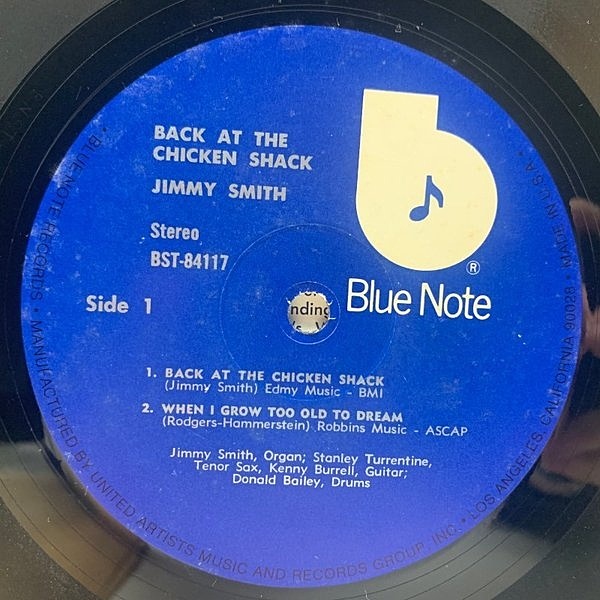 BACK AT THE
CHICKEN SHACK
JIMMY SMITH
Stereo
BST-84117
Side 1
®
Blue Note
nding
1. BACK AT THE CHICKEN SHACK
(Jimmy Smith) Edmy Music - BMI
2. WHEN I GROW TOO OLD TO DREAM
(Rodgers-Hammerstein) Robbins Music - ASCAP
Jimmy Smith, Organ; Stanley Turrentine,
Tenor Sax, Kenny Burrell, Guitar;
Donald Bailey, Drums
• BLUE NOTE RECORDS • MANUFACTURED BY UNITED ARTISTS MUSIC AND RECORDS GROUP, INC. • LOS ANGELES, CALIFORNIA 90028 • MADE IN U.S.A.